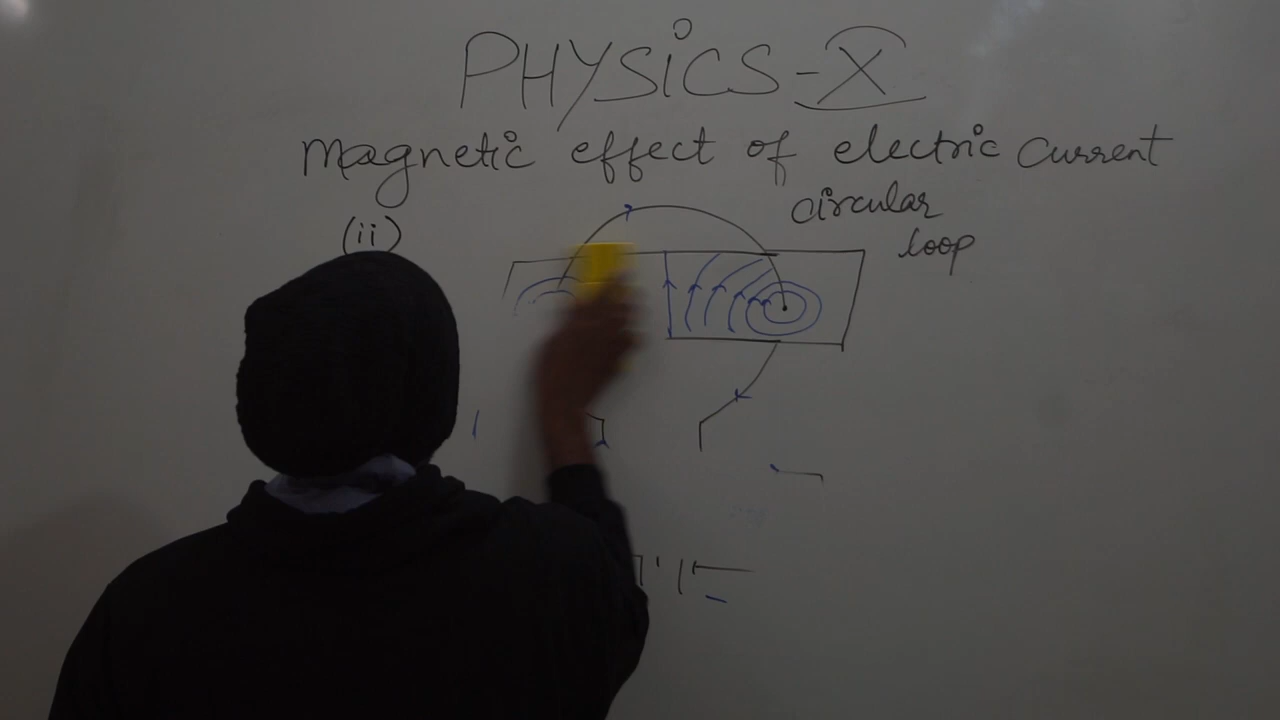 PHYSiCS-X
Magnetic effect of electric current
(ii)
circular
loop